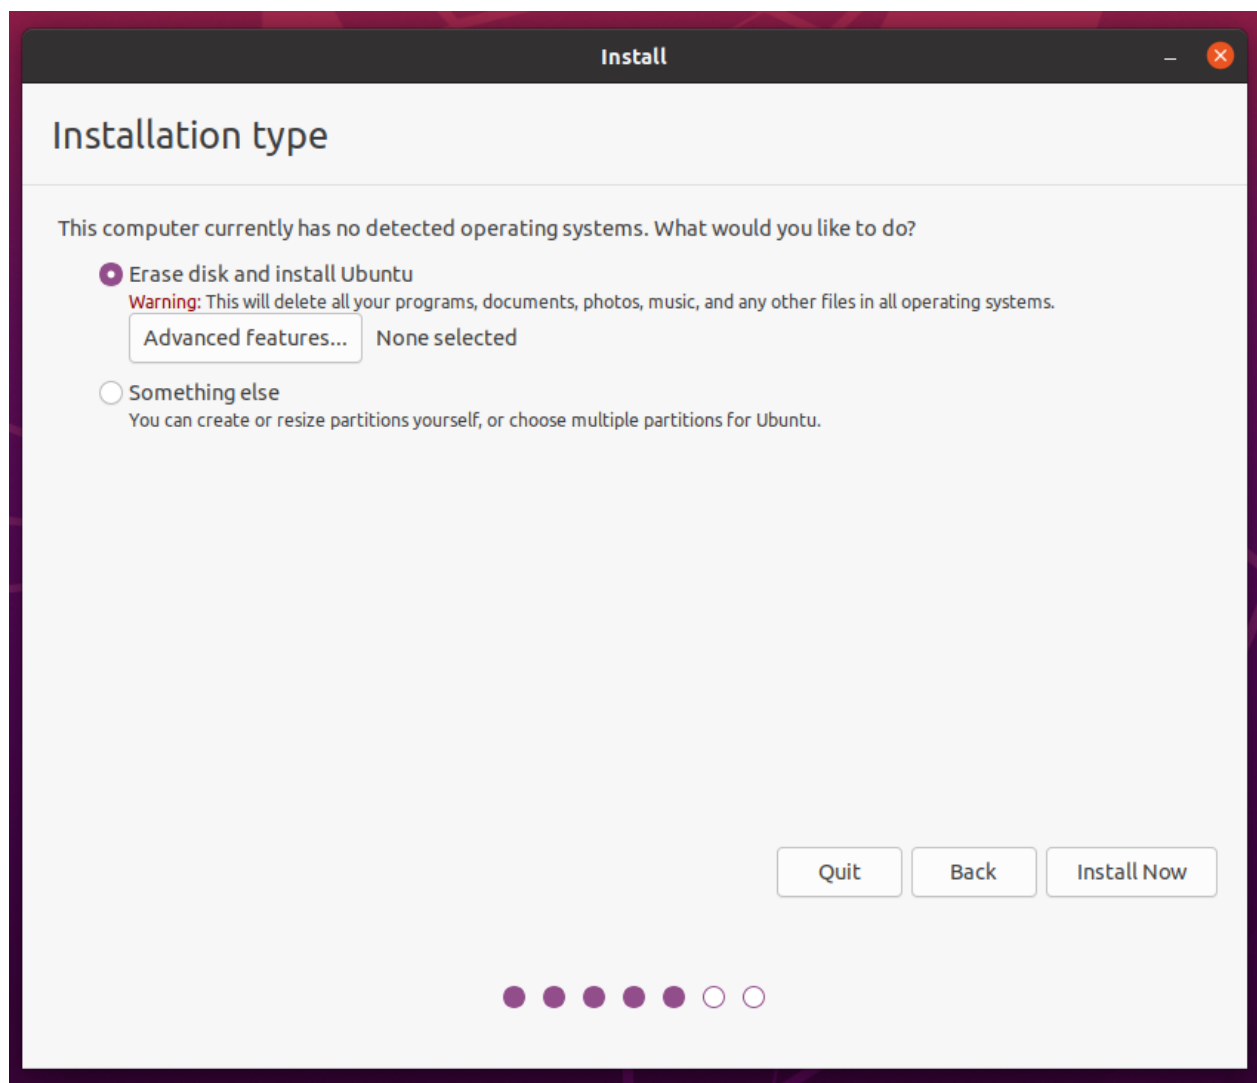 Install
Installation type
This computer currently has no detected operating systems. What would you like to do?
Erase disk and install Ubuntu
Warning: This will delete all your programs, documents, photos, music, and any other files in all operating systems.
Advanced features... None selected
Something else
You can create or resize partitions yourself, or choose multiple partitions for Ubuntu.
Quit Back Install Now